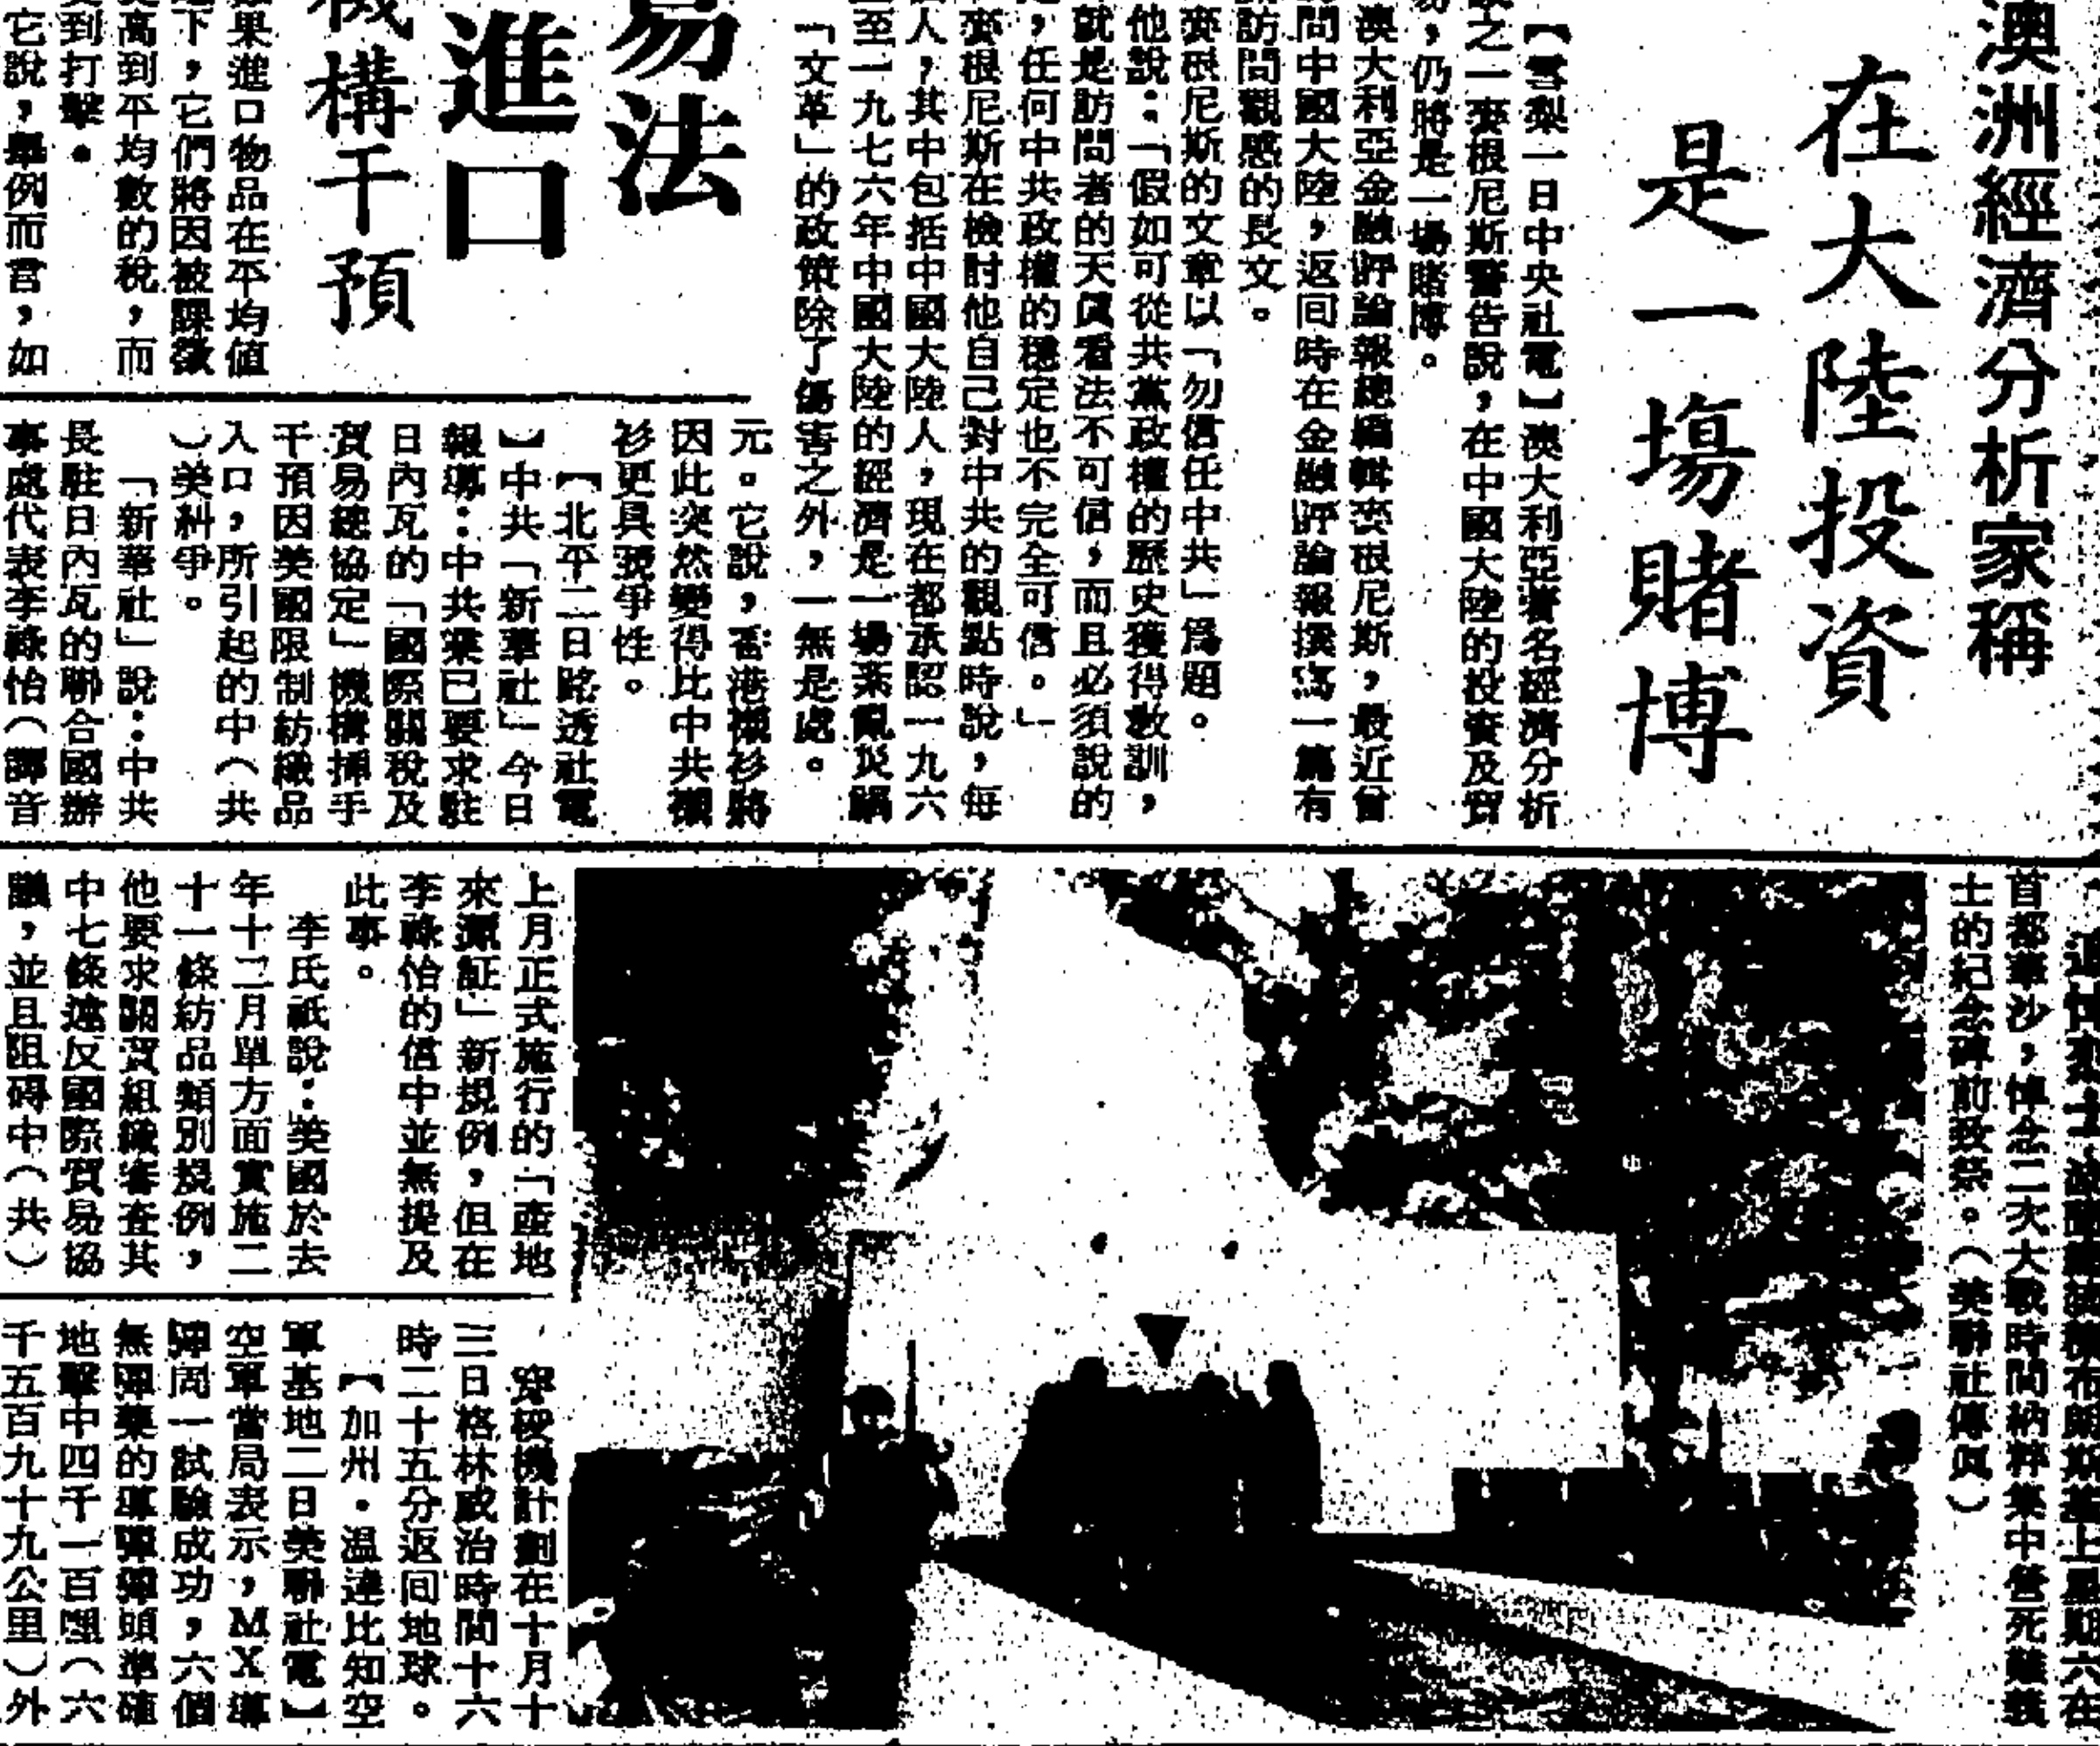 澳洲經濟分析家稱
在大陸投資
是一場賭博
【雪梨一日中央社電】澳大利亞著名經濟分析
之一麥根尼斯警告說，在中國大陸的投資及貿
易，仍將是一場賭博。
澳大利亞金融評論報總編輯麥根尼斯，最近曾
訪問中國大陸，返回時在金融評論報撰寫一篇有
訪問觀感的長文。
麥根尼斯的文章以「勿信任中共」爲題。
他說：「假如可從共黨政權的歷史獲得教訓，
就是訪問者的天眞看法不可信，而且必須說的
，任何中共政權的穩定也不完全可信。」
麥根尼斯在檢討他自己對中共的觀點時說，每
人，其中包括中國大陸人，現在都承認一九六
至一九七六年中國大陸的經濟是一場災禍
「文革」的政策除了傷害之外，一無是處。
易法
進口
機構干預
果進口物品在平均値
下，它們將因被課徵
高到平均數的稅，而
到打擊。
它說，舉例而言，如
元。它說，香港襯衫將
因此突然變得比中共襯
衫更具競爭性。
【北平二日路透社電
】中共「新華社」今日
報導：中共業已要求駐
日內瓦的「國際關稅及
貿易總協定」機構揷手
干預因美國限制紡織品
入口，所引起的中（共
）美糾爭。
「新華社」說：中共
長駐日內瓦的聯合國辦
事處代表李祿怡（譯音
上月正式施行的「產地
來源証」新規例，但在
李祿怡的信中並無提及
此事。
李氏祇說：美國於去
年十二月單方面實施二
十一條紡品類別規例，
他要求關貿組織審查其
中七條違反國際貿易協
議，並且阻碍中（共）
穿梭機計劃在十月十
三日格林威治時間十六
時二十五分返回地球。
【加州·溫達比知空
軍基地二日美聯社電】
空軍當局表示，MX導
彈周一試驗成功，六個
無彈藥的導彈彈頭準確
地擊中四千一百哩（六
千五百九十九公里）外
上星期六在
首都華沙，悼念二次大戰時間納粹集中營死難義
士的紀念碑前致祭。（美聯社傳眞）